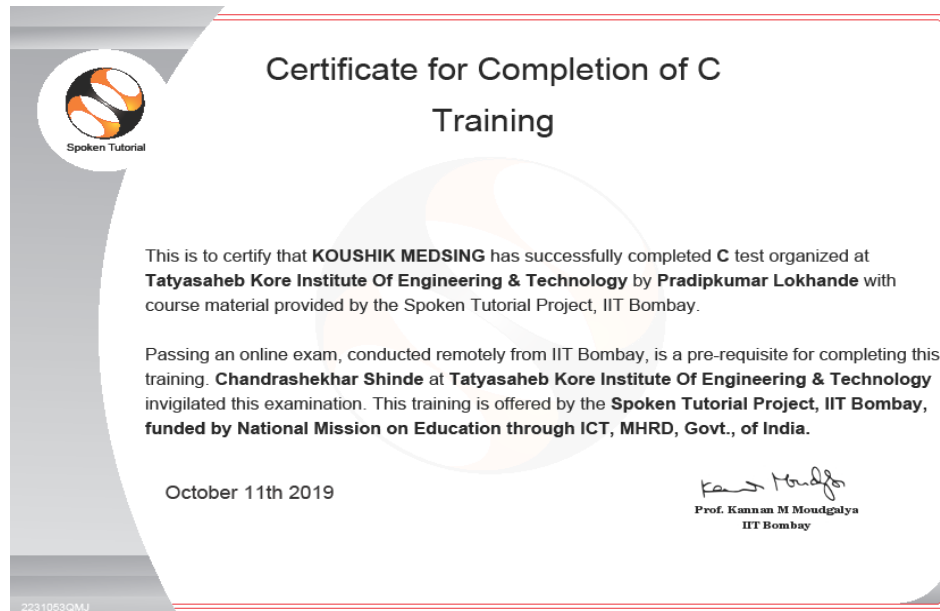 Certificate for Completion of C
Training
Spoken Tutorial
This is to certify that KOUSHIK MEDSING has successfully completed C test organized at
Tatyasaheb Kore Institute Of Engineering & Technology by Pradipkumar Lokhande with
course material provided by the Spoken Tutorial Project, IIT Bombay.
Passing an online exam, conducted remotely from IIT Bombay, is a pre-requisite for completing this
training. Chandrashekhar Shinde at Tatyasaheb Kore Institute Of Engineering & Technology
invigilated this examination. This training is offered by the Spoken Tutorial Project, IIT Bombay,
funded by National Mission on Education through ICT, MHRD, Govt., of India.
October 11th 2019
Prof. Kannan M Moudgalya
IIT Bombay
2231053QMJ